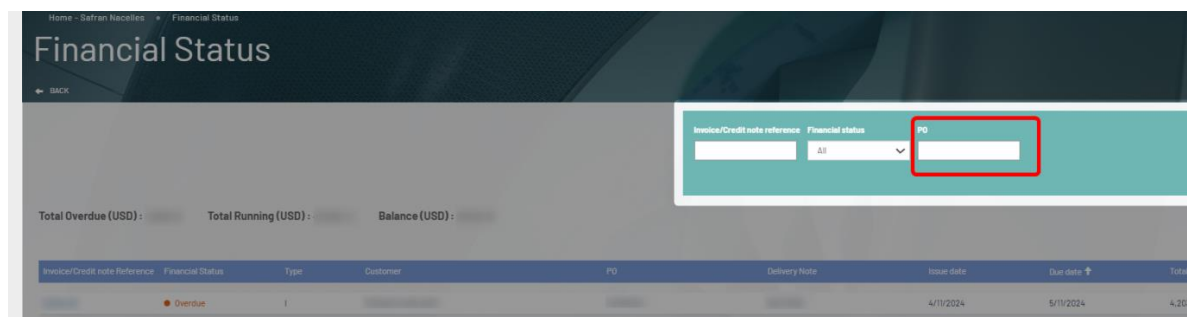 Home - Safran Nacelles • Financial Status
Financial Status
← BACK
Invoice/Credit note reference Financial status PO
All
Total Overdue (USD) : Total Running (USD) : Balance (USD) :
Invoice/Credit note Reference Financial Status Type Customer PO Delivery Note Issue date Due date ↑ Total
Overdue I 4/11/2024 5/11/2024